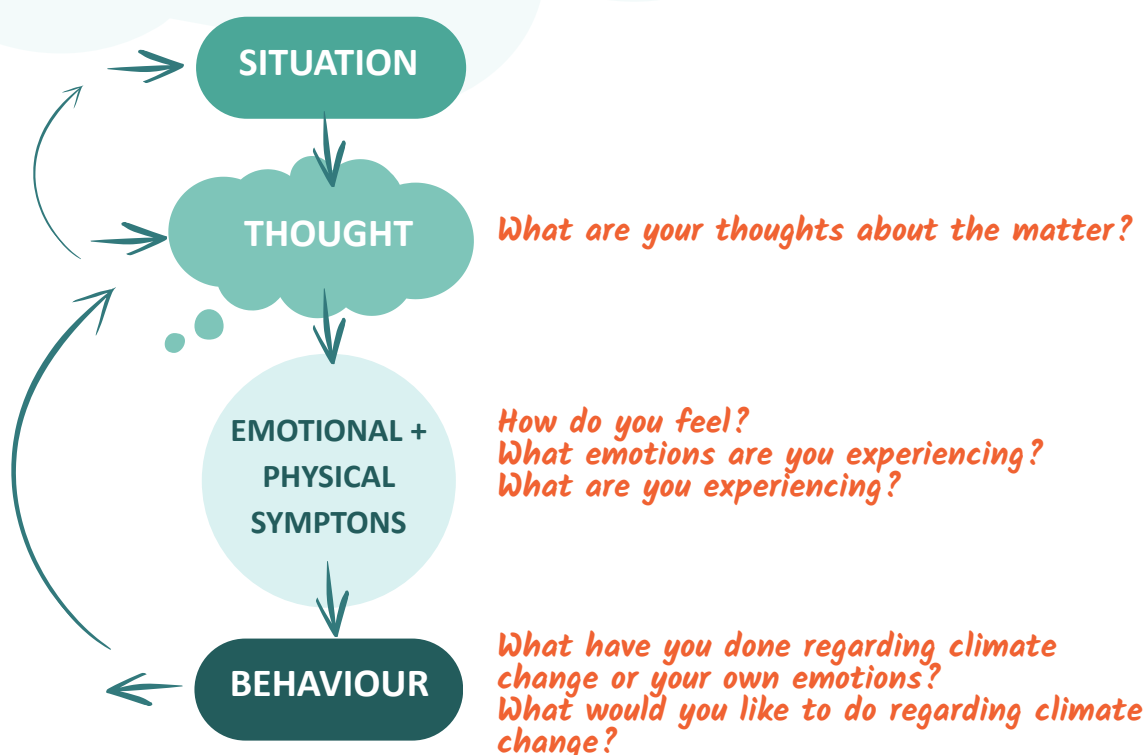 SITUATION
THOUGHT
What are your thoughts about the matter?
EMOTIONAL +
PHYSICAL
SYMPTONS
How do you feel?
What emotions are you experiencing?
What are you experiencing?
BEHAVIOUR
What have you done regarding climate
change or your own emotions?
What would you like to do regarding climate
change?